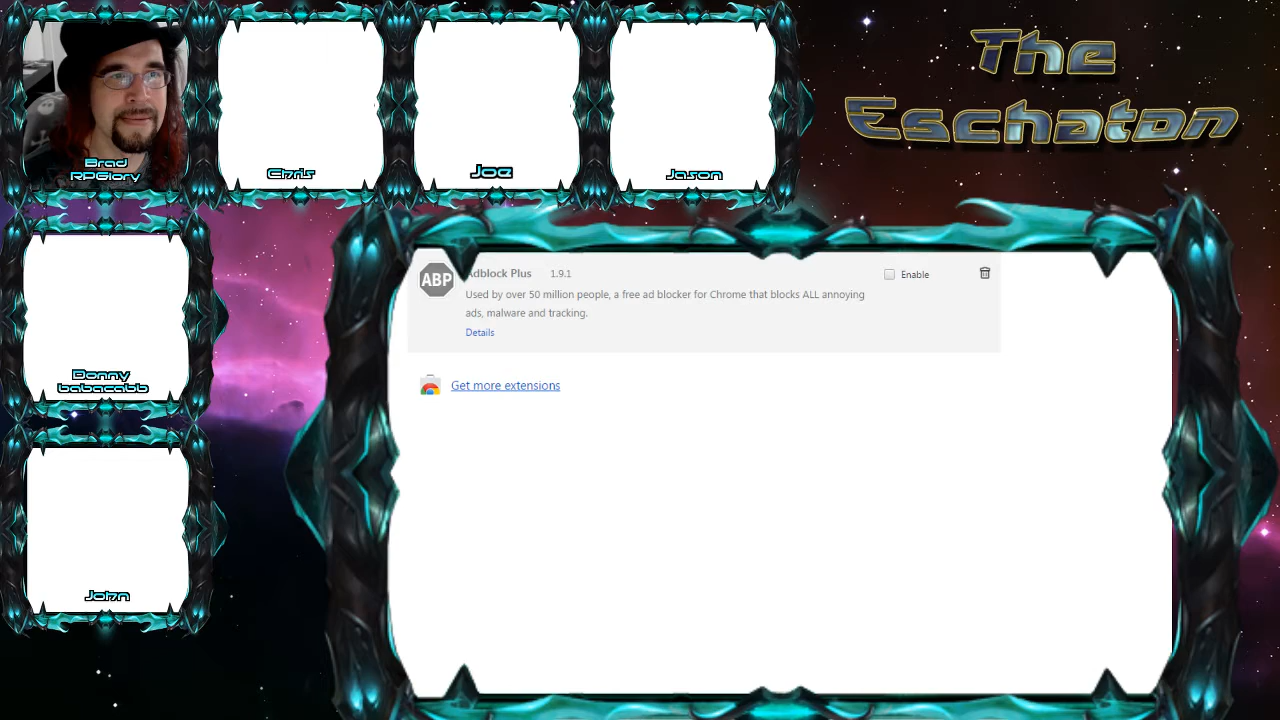 The
Eschaton
Brad
RPGlory
Chris
Joe
Jason
Donny
babacabb
John
ABP
Adblock Plus 1.9.1
Enable
Used by over 50 million people, a free ad blocker for Chrome that blocks ALL annoying
ads, malware and tracking.
Details
Get more extensions